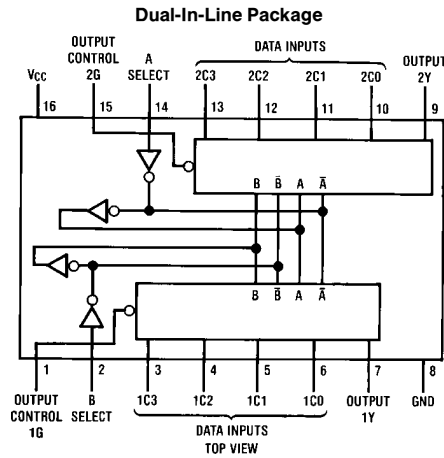 Dual-In-Line Package
OUTPUT CONTROL 2G
A SELECT
DATA INPUTS
OUTPUT 2Y
VCC
2C3 2C2 2C1 2C0
16 15 14 13 12 11 10 9
B B̅ A A̅
B B̅ A A̅
1 2 3 4 5 6 7 8
OUTPUT CONTROL 1G
B SELECT
1C3 1C2 1C1 1C0
OUTPUT 1Y
GND
DATA INPUTS
TOP VIEW